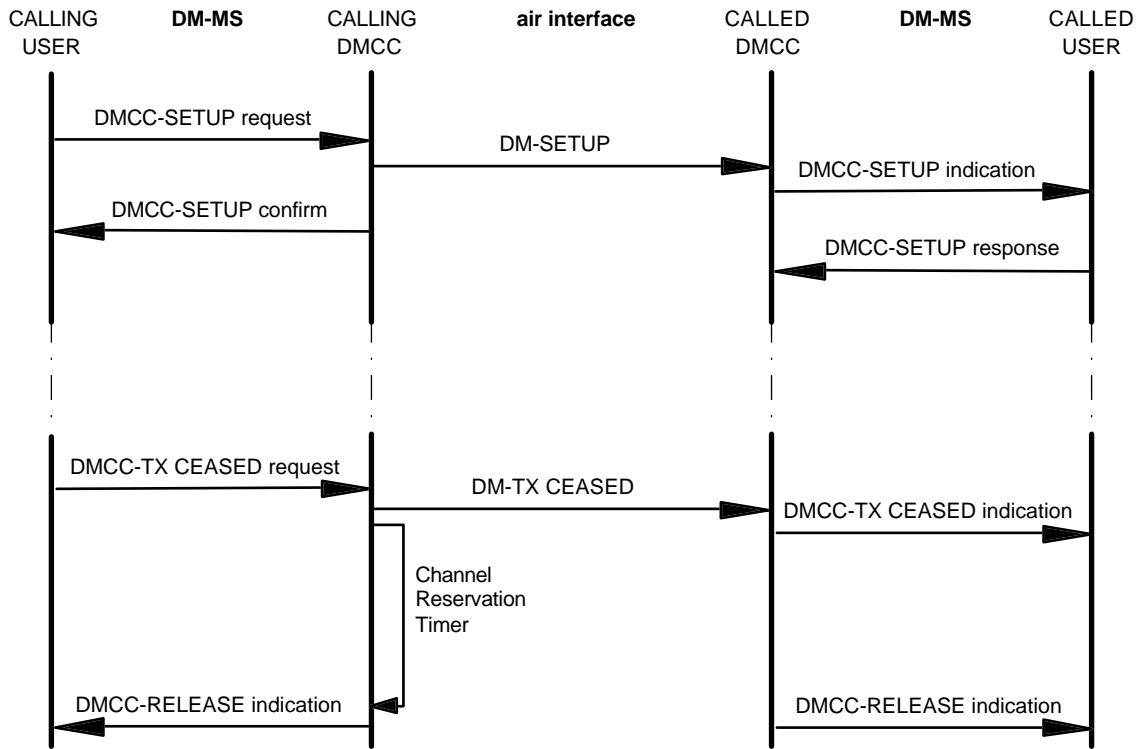 CALLING
USER
DM-MS
CALLING
DMCC
air interface
CALLED
DMCC
DM-MS
CALLED
USER
DMCC-SETUP request
DM-SETUP
DMCC-SETUP indication
DMCC-SETUP confirm
DMCC-SETUP response
DMCC-TX CEASED request
DM-TX CEASED
DMCC-TX CEASED indication
Channel
Reservation
Timer
DMCC-RELEASE indication
DMCC-RELEASE indication